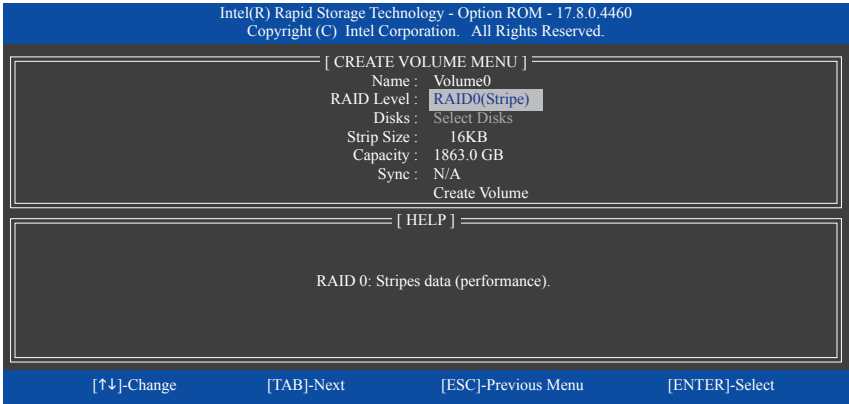 Intel(R) Rapid Storage Technology - Option ROM - 17.8.0.4460
Copyright (C) Intel Corporation. All Rights Reserved.
[ CREATE VOLUME MENU ]
Name : Volume0
RAID Level : RAID0(Stripe)
Disks : Select Disks
Strip Size : 16KB
Capacity : 1863.0 GB
Sync : N/A
Create Volume
[ HELP ]
RAID 0: Stripes data (performance).
[↑↓]-Change [TAB]-Next [ESC]-Previous Menu [ENTER]-Select